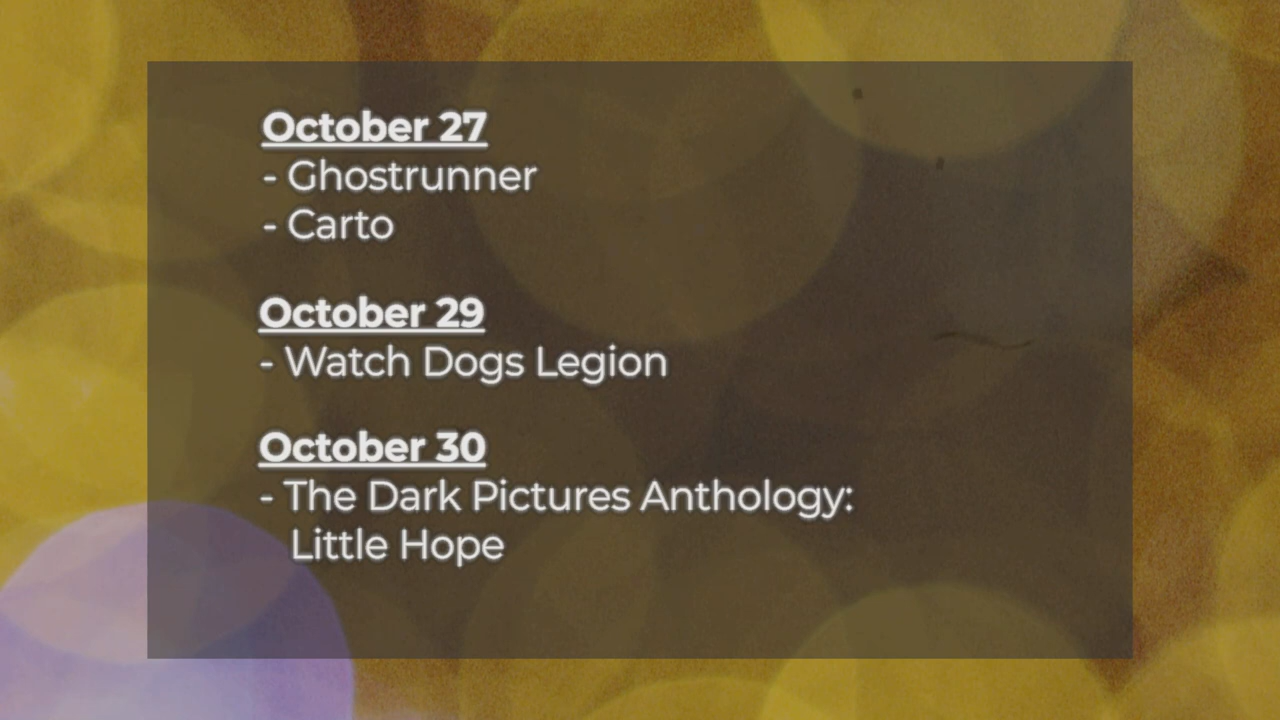 October 27
- Ghostrunner
- Carto
October 29
- Watch Dogs Legion
October 30
- The Dark Pictures Anthology:
Little Hope